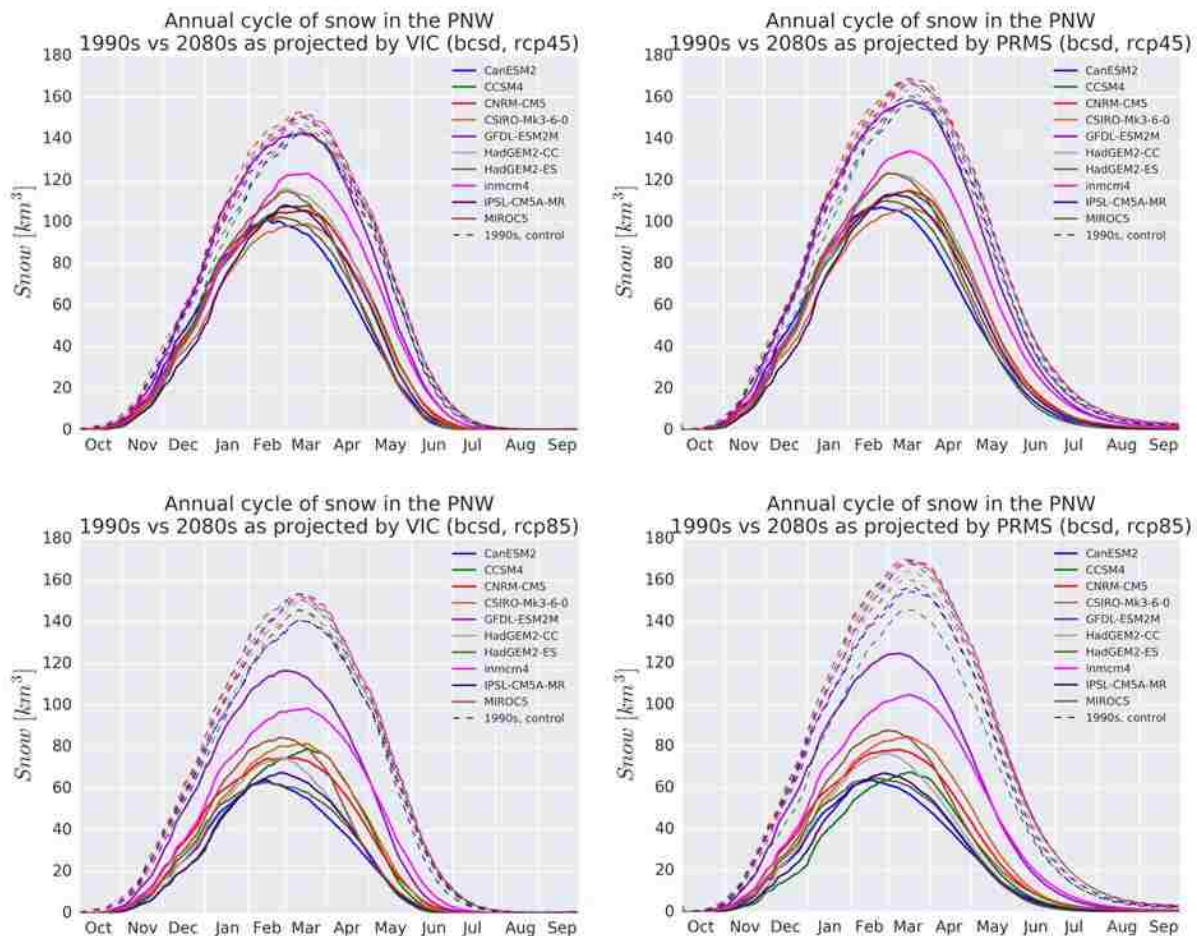 Annual cycle of snow in the PNW
1990s vs 2080s as projected by VIC (bcsd, rcp45)
180
160
140
120
100
80
60
40
20
0
Snow [km³]
CanESM2
CCSM4
CNRM-CM5
CSIRO-Mk3-6-0
GFDL-ESM2M
HadGEM2-CC
HadGEM2-ES
inmcm4
IPSL-CM5A-MR
MIROC5
1990s, control
Oct Nov Dec Jan Feb Mar Apr May Jun Jul Aug Sep
Annual cycle of snow in the PNW
1990s vs 2080s as projected by PRMS (bcsd, rcp45)
180
160
140
120
100
80
60
40
20
0
Snow [km³]
CanESM2
CCSM4
CNRM-CM5
CSIRO-Mk3-6-0
GFDL-ESM2M
HadGEM2-CC
HadGEM2-ES
inmcm4
IPSL-CM5A-MR
MIROC5
1990s, control
Oct Nov Dec Jan Feb Mar Apr May Jun Jul Aug Sep
Annual cycle of snow in the PNW
1990s vs 2080s as projected by VIC (bcsd, rcp85)
180
160
140
120
100
80
60
40
20
0
Snow [km³]
CanESM2
CCSM4
CNRM-CM5
CSIRO-Mk3-6-0
GFDL-ESM2M
HadGEM2-CC
HadGEM2-ES
inmcm4
IPSL-CM5A-MR
MIROC5
1990s, control
Oct Nov Dec Jan Feb Mar Apr May Jun Jul Aug Sep
Annual cycle of snow in the PNW
1990s vs 2080s as projected by PRMS (bcsd, rcp85)
180
160
140
120
100
80
60
40
20
0
Snow [km³]
CanESM2
CCSM4
CNRM-CM5
CSIRO-Mk3-6-0
GFDL-ESM2M
HadGEM2-CC
HadGEM2-ES
inmcm4
IPSL-CM5A-MR
MIROC5
1990s, control
Oct Nov Dec Jan Feb Mar Apr May Jun Jul Aug Sep